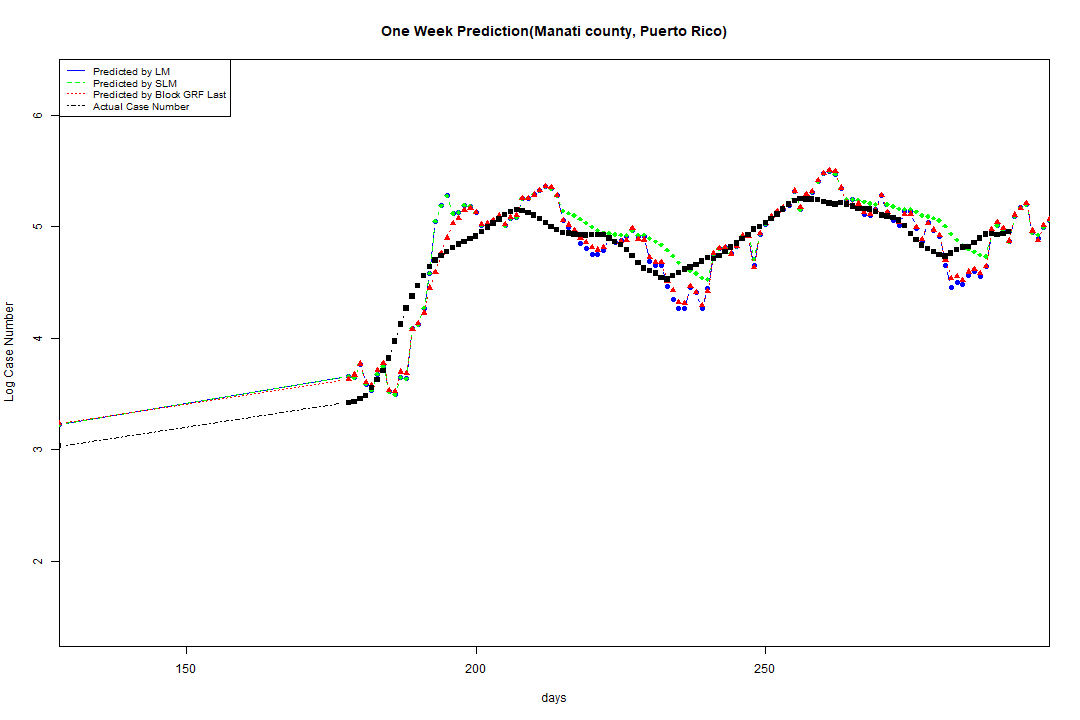 One Week Prediction(Manati county, Puerto Rico)
Predicted by LM
Predicted by SLM
Predicted by Block GRF Last
Actual Case Number
6
5
4
3
2
Log Case Number
150 200 250
days